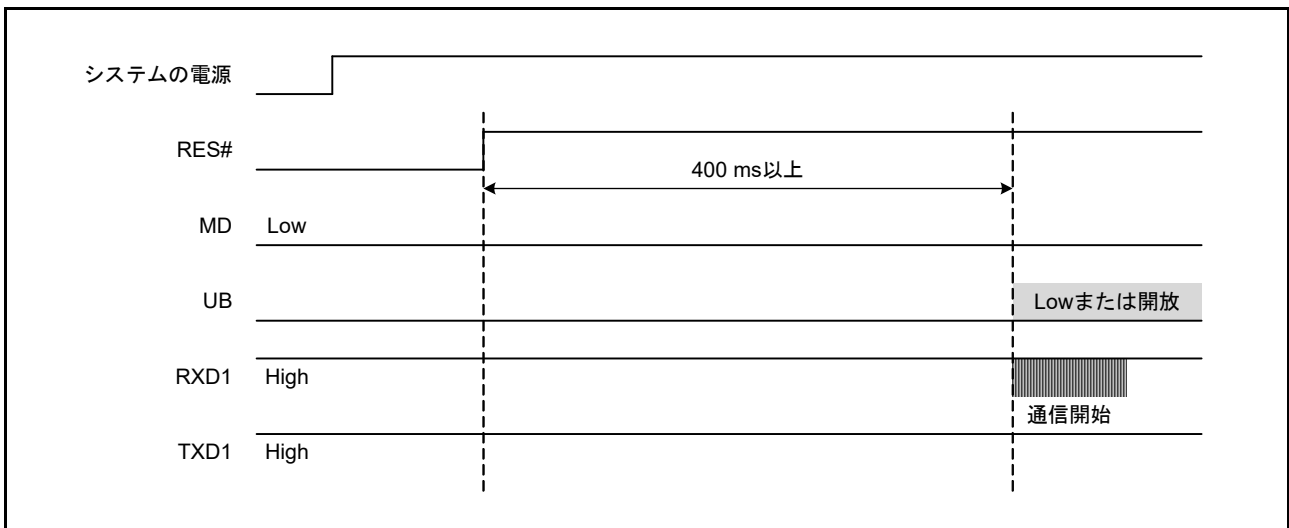 システムの電源
RES#
400 ms以上
MD Low
UB
Lowまたは開放
RXD1 High
通信開始
TXD1 High